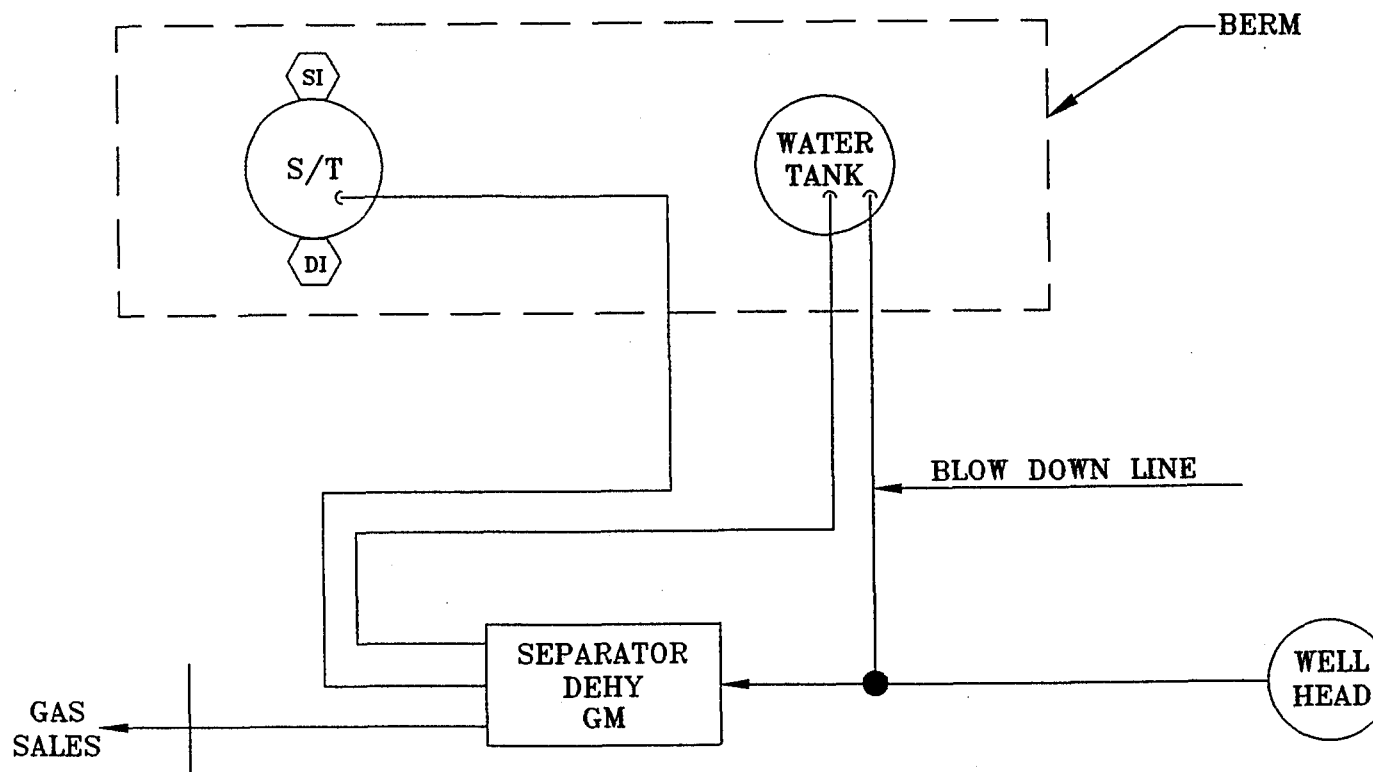 BERM
SI
S/T
DI
WATER
TANK
BLOW DOWN LINE
SEPARATOR
DEHY
GM
WELL
HEAD
GAS
SALES